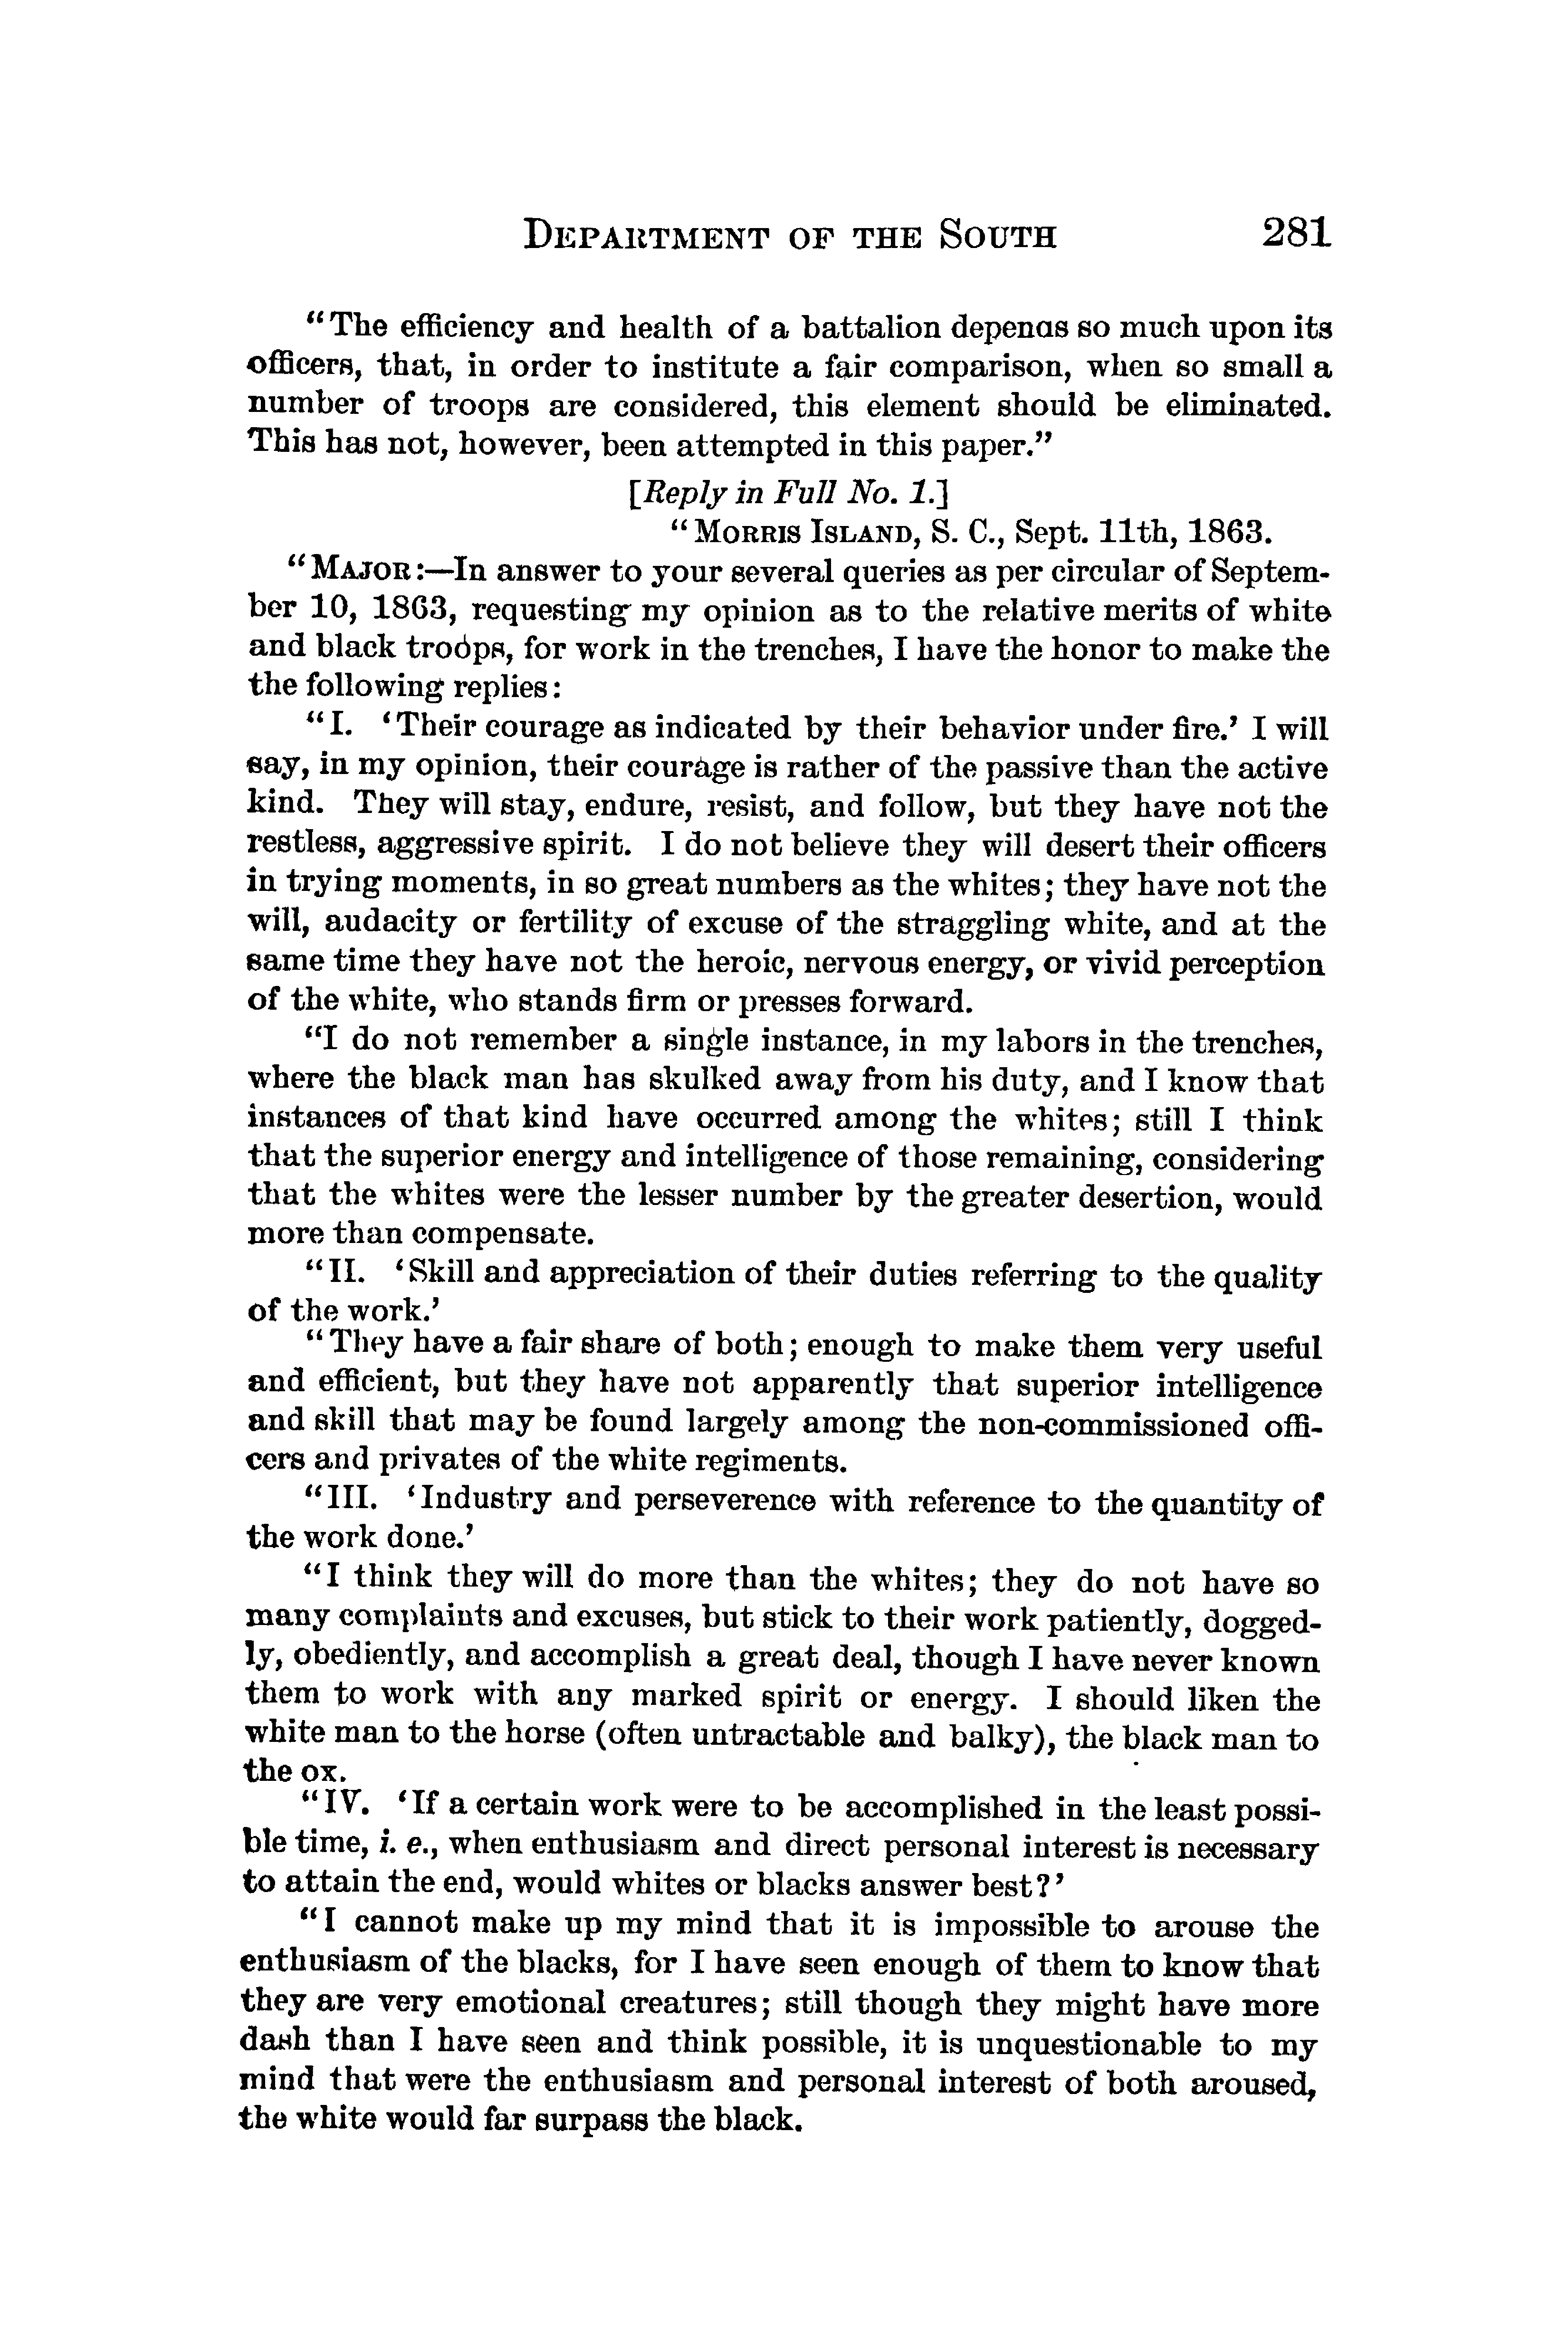 DEPARTMENT OF THE SOUTH 281
“The efficiency and health of a battalion depends so much upon its
officers, that, in order to institute a fair comparison, when so small a
number of troops are considered, this element should be eliminated.
This has not, however, been attempted in this paper.”
[Reply in Full No. 1.]
“MORRIS ISLAND, S. C., Sept. 11th, 1863.
“MAJOR:—In answer to your several queries as per circular of Septem-
ber 10, 1863, requesting my opinion as to the relative merits of white
and black troops, for work in the trenches, I have the honor to make the
the following replies:
“I. ‘Their courage as indicated by their behavior under fire.’ I will
say, in my opinion, their courage is rather of the passive than the active
kind. They will stay, endure, resist, and follow, but they have not the
restless, aggressive spirit. I do not believe they will desert their officers
in trying moments, in so great numbers as the whites; they have not the
will, audacity or fertility of excuse of the straggling white, and at the
same time they have not the heroic, nervous energy, or vivid perception
of the white, who stands firm or presses forward.
“I do not remember a single instance, in my labors in the trenches,
where the black man has skulked away from his duty, and I know that
instances of that kind have occurred among the whites; still I think
that the superior energy and intelligence of those remaining, considering
that the whites were the lesser number by the greater desertion, would
more than compensate.
“II. ‘Skill and appreciation of their duties referring to the quality
of the work.’
“They have a fair share of both; enough to make them very useful
and efficient, but they have not apparently that superior intelligence
and skill that may be found largely among the non-commissioned offi-
cers and privates of the white regiments.
“III. ‘Industry and perseverence with reference to the quantity of
the work done.’
“I think they will do more than the whites; they do not have so
many complaints and excuses, but stick to their work patiently, dogged-
ly, obediently, and accomplish a great deal, though I have never known
them to work with any marked spirit or energy. I should liken the
white man to the horse (often untractable and balky), the black man to
the ox.
“IV. ‘If a certain work were to be accomplished in the least possi-
ble time, i. e., when enthusiasm and direct personal interest is necessary
to attain the end, would whites or blacks answer best?’
“I cannot make up my mind that it is impossible to arouse the
enthusiasm of the blacks, for I have seen enough of them to know that
they are very emotional creatures; still though they might have more
dash than I have seen and think possible, it is unquestionable to my
mind that were the enthusiasm and personal interest of both aroused,
the white would far surpass the black.